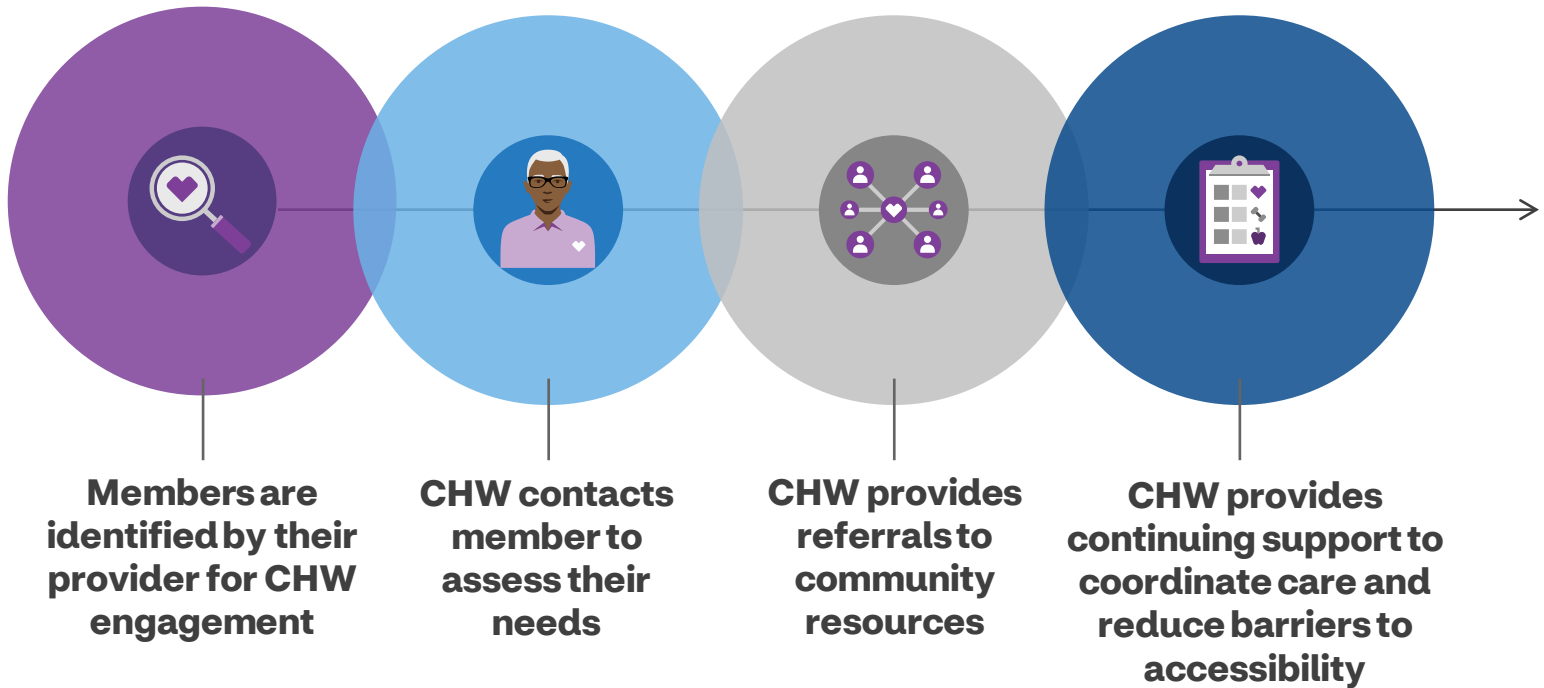 Members are
identified by their
provider for CHW
engagement
CHW contacts
member to
assess their
needs
CHW provides
referrals to
community
resources
CHW provides
continuing support to
coordinate care and
reduce barriers to
accessibility